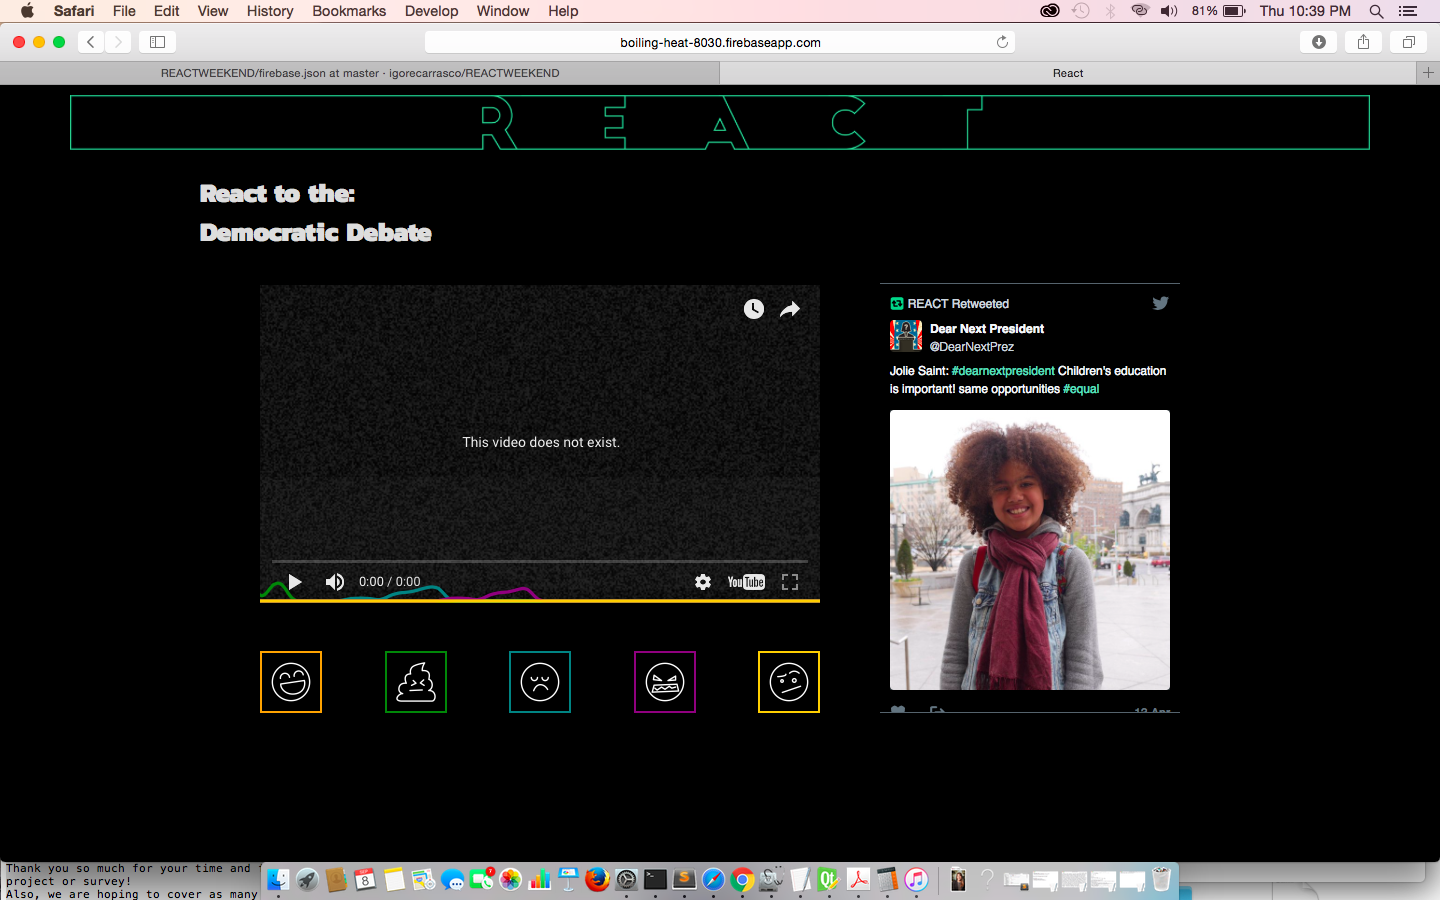 Safari File Edit View History Bookmarks Develop Window Help 81% Thu 10:39 PM
boiling-heat-8030.firebaseapp.com
REACTWEEKEND/firebase.json at master · igorecarrasco/REACTWEEKEND
React
REACT
React to the:
Democratic Debate
This video does not exist.
0:00 / 0:00
YouTube
REACT Retweeted
Dear Next President
@DearNextPrez
Jolie Saint: #dearnextpresident Children's education
is important! same opportunities #equal
Thank you so much for your time and
project or survey!
Also, we are hoping to cover as many
8